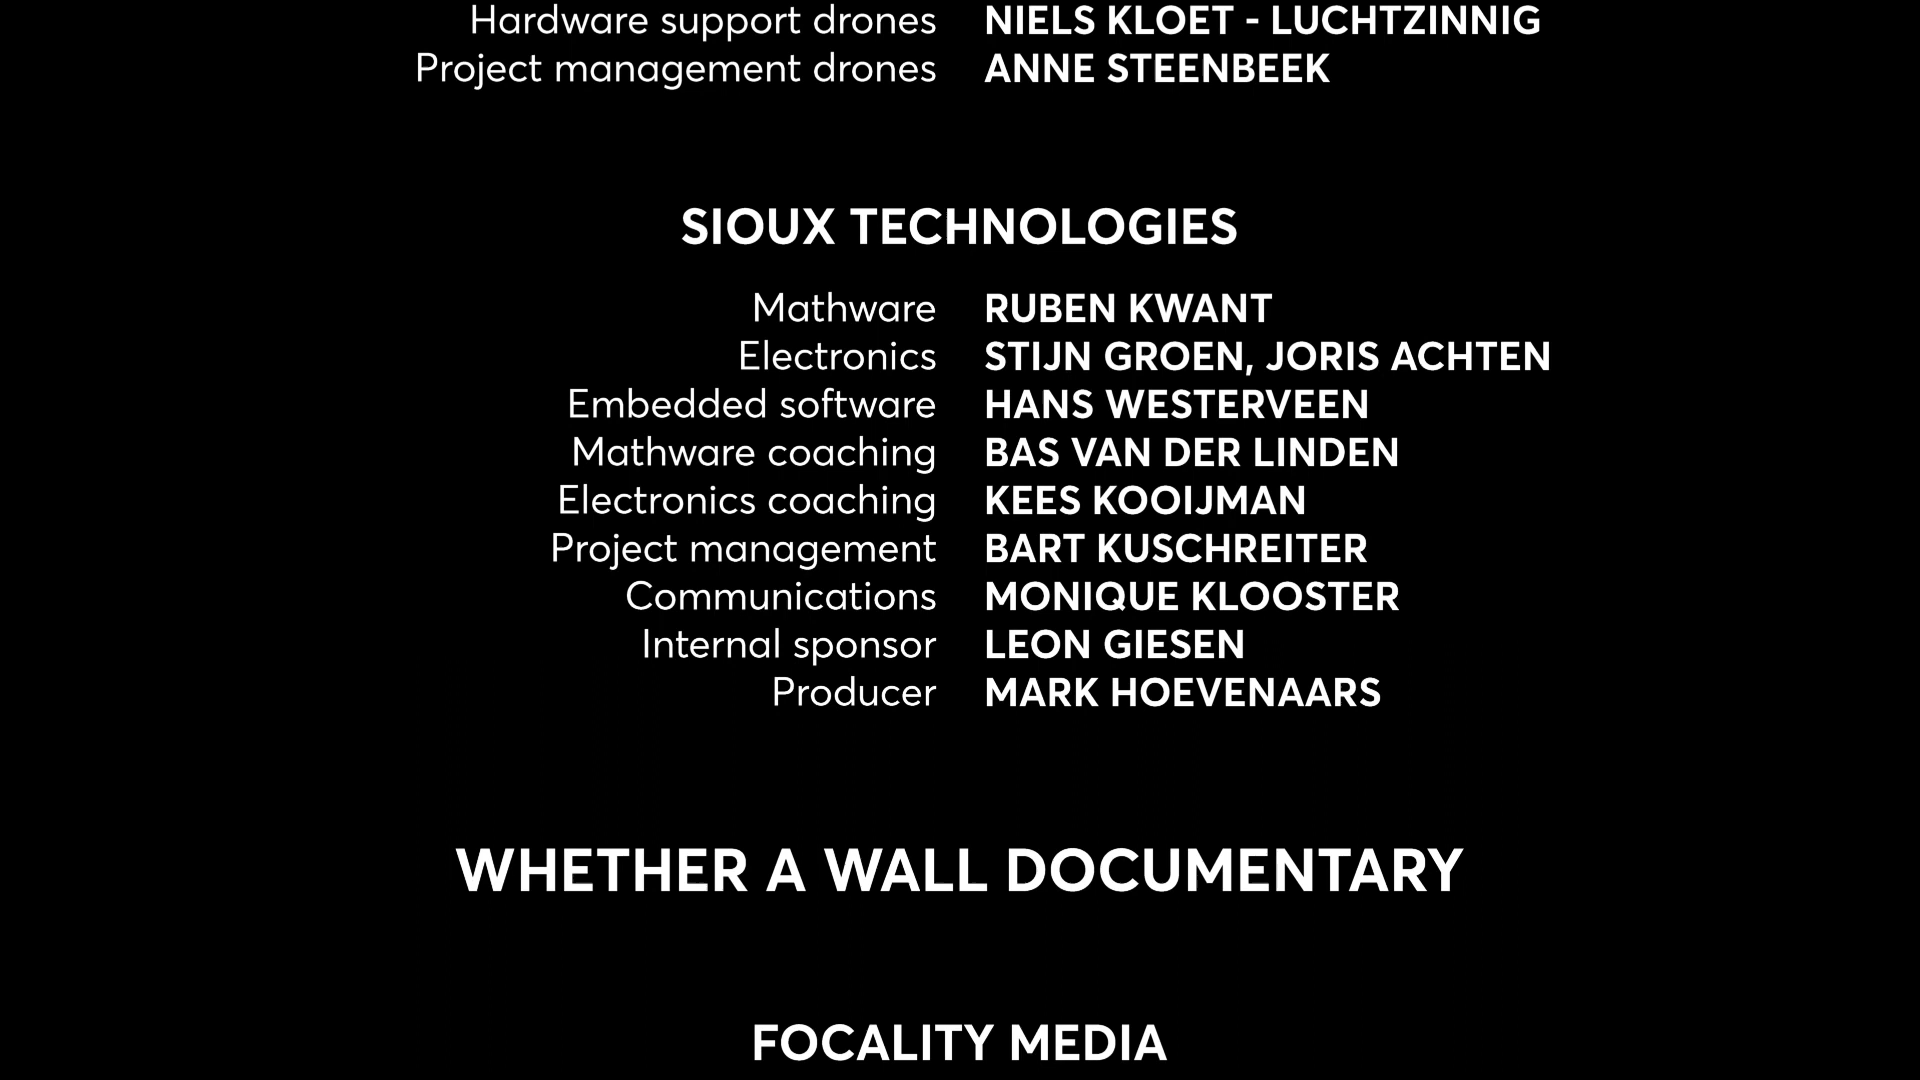 Hardware support drones NIELS KLOET - LUCHTZINNIG
Project management drones ANNE STEENBEEK
SIOUX TECHNOLOGIES
Mathware RUBEN KWANT
Electronics STIJN GROEN, JORIS ACHTEN
Embedded software HANS WESTERVEEN
Mathware coaching BAS VAN DER LINDEN
Electronics coaching KEES KOOIJMAN
Project management BART KUSCHREITER
Communications MONIQUE KLOOSTER
Internal sponsor LEON GIESEN
Producer MARK HOEVENAARS
WHETHER A WALL DOCUMENTARY
FOCALITY MEDIA